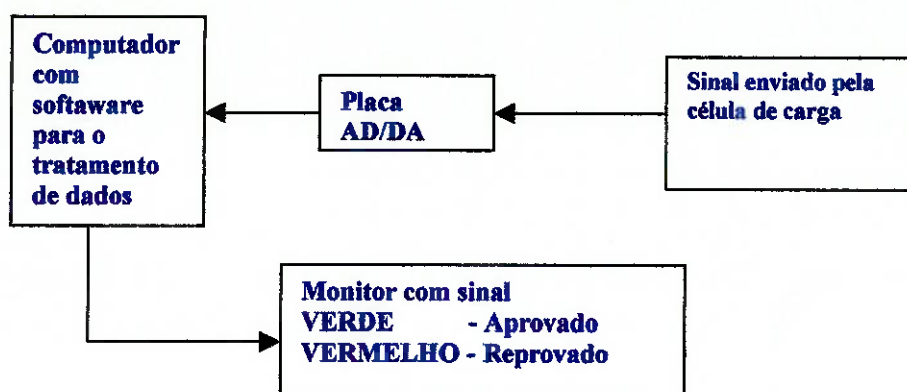 Computador
com
softaware
para o
tratamento
de dados
Placa
AD/DA
Sinal enviado pela
célula de carga
Monitor com sinal
VERDE - Aprovado
VERMELHO - Reprovado